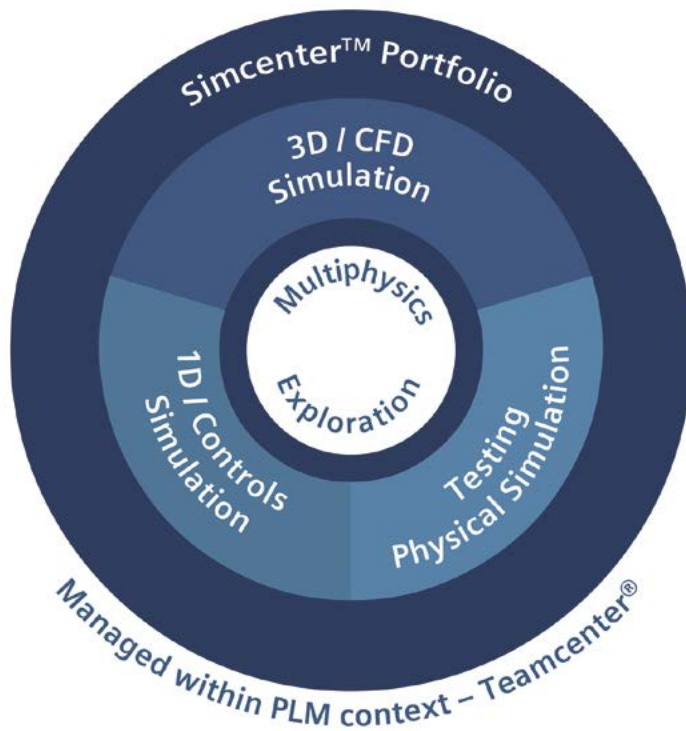 Simcenter™ Portfolio
3D / CFD
Simulation
Multiphysics
Exploration
1D / Controls
Simulation
Testing
Physical Simulation
Managed within PLM context – Teamcenter®